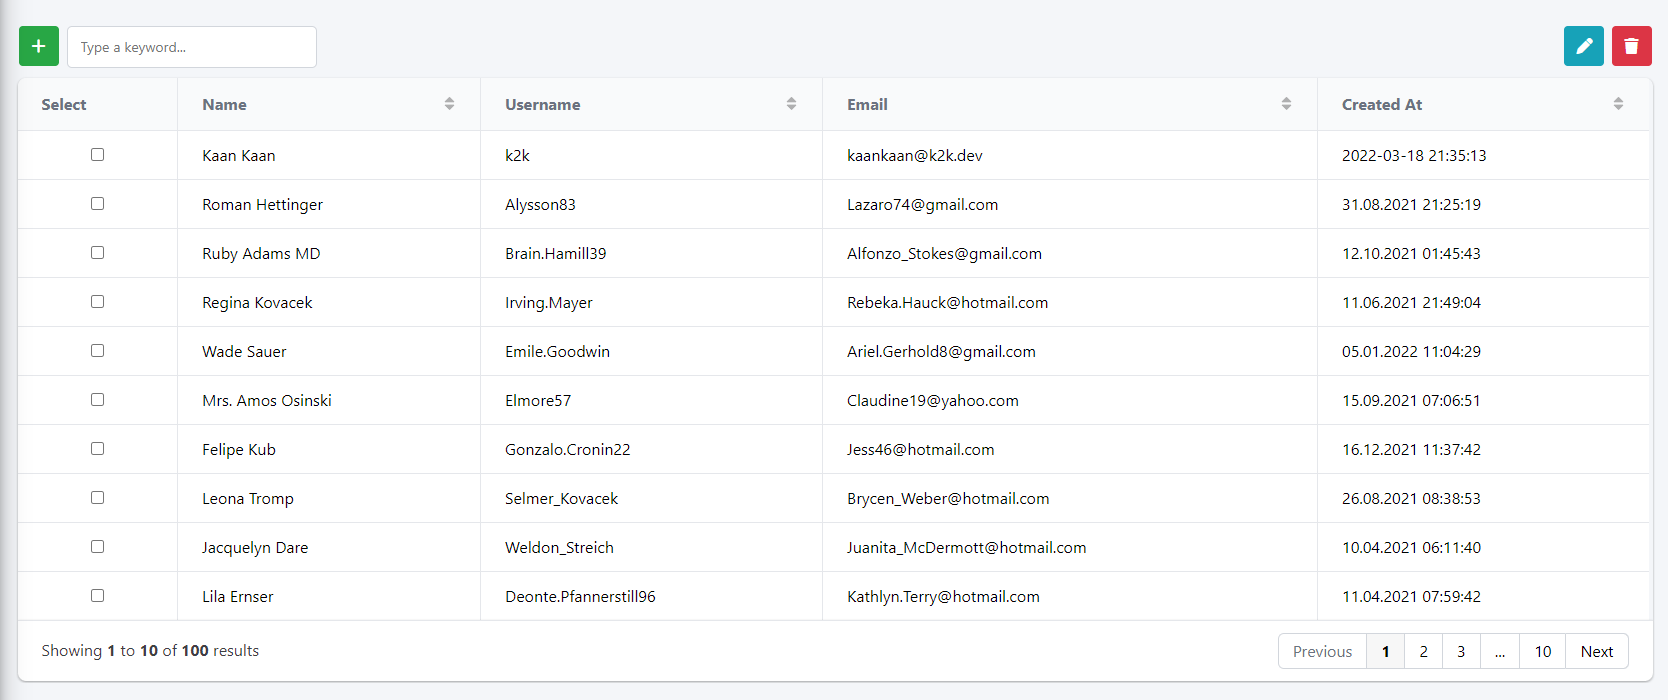 Type a keyword...
Select Name Username Email Created At
Kaan Kaan k2k kaankaan@k2k.dev 2022-03-18 21:35:13
Roman Hettinger Alysson83 Lazaro74@gmail.com 31.08.2021 21:25:19
Ruby Adams MD Brain.Hamill39 Alfonzo_Stokes@gmail.com 12.10.2021 01:45:43
Regina Kovacek Irving.Mayer Rebeka.Hauck@hotmail.com 11.06.2021 21:49:04
Wade Sauer Emile.Goodwin Ariel.Gerhold8@gmail.com 05.01.2022 11:04:29
Mrs. Amos Osinski Elmore57 Claudine19@yahoo.com 15.09.2021 07:06:51
Felipe Kub Gonzalo.Cronin22 Jess46@hotmail.com 16.12.2021 11:37:42
Leona Tromp Selmer_Kovacek Brycen_Weber@hotmail.com 26.08.2021 08:38:53
Jacquelyn Dare Weldon_Streich Juanita_McDermott@hotmail.com 10.04.2021 06:11:40
Lila Ernser Deonte.Pfannerstill96 Kathlyn.Terry@hotmail.com 11.04.2021 07:59:42
Showing 1 to 10 of 100 results Previous 1 2 3 ... 10 Next